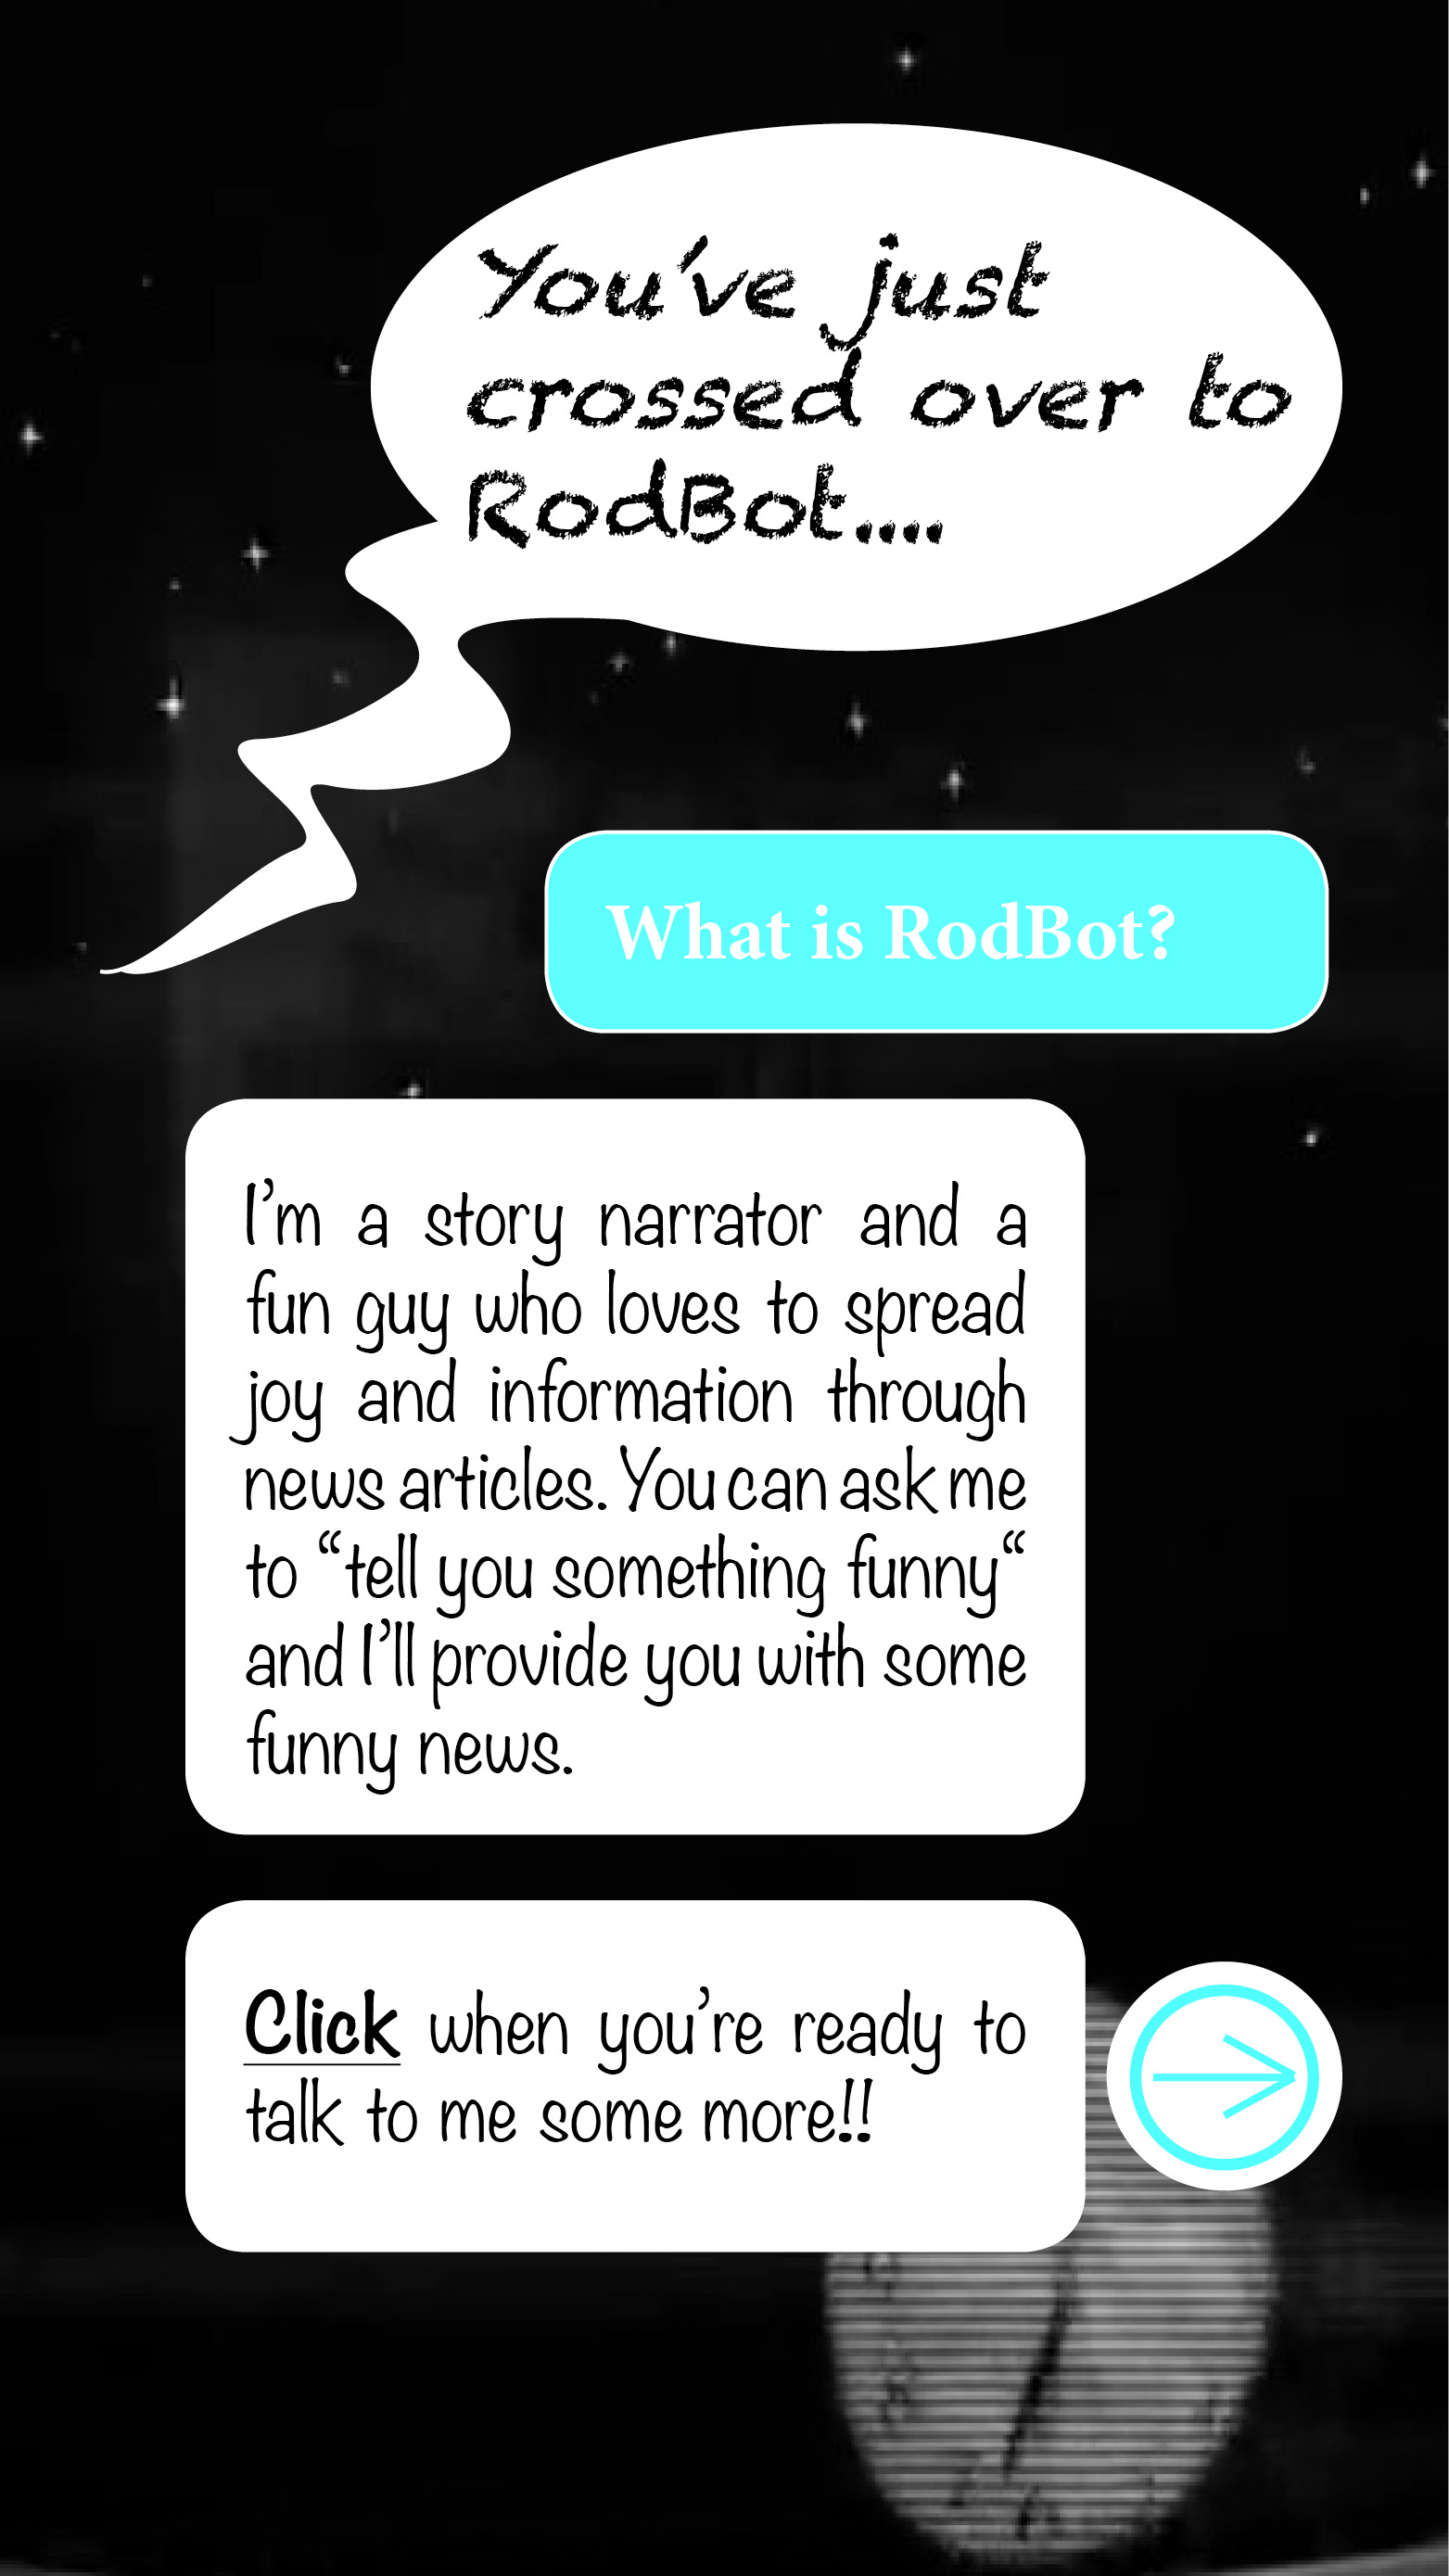 You've just
crossed over to
RodBot....
What is RodBot?
I’m a story narrator and a
fun guy who loves to spread
joy and information through
news articles. You can ask me
to “tell you something funny“
and I’ll provide you with some
funny news.
Click when you’re ready to
talk to me some more!!